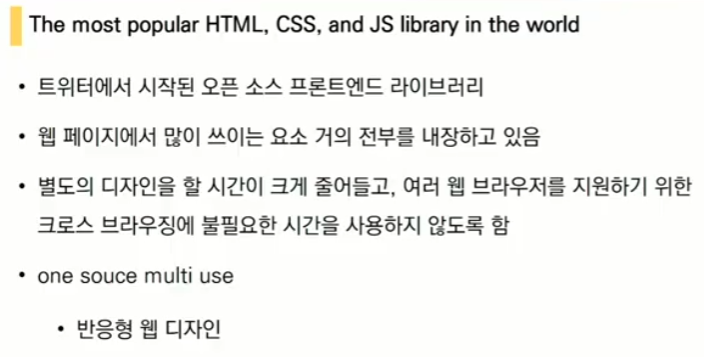 The most popular HTML, CSS, and JS library in the world
• 트위터에서 시작된 오픈 소스 프론트엔드 라이브러리
• 웹 페이지에서 많이 쓰이는 요소 거의 전부를 내장하고 있음
• 별도의 디자인을 할 시간이 크게 줄어들고, 여러 웹 브라우저를 지원하기 위한
크로스 브라우징에 불필요한 시간을 사용하지 않도록 함
• one souce multi use
• 반응형 웹 디자인